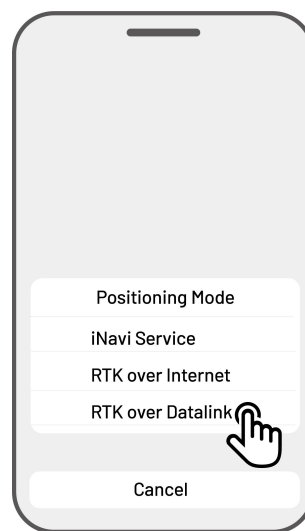 Positioning Mode
iNavi Service
RTK over Internet
RTK over Datalink
Cancel